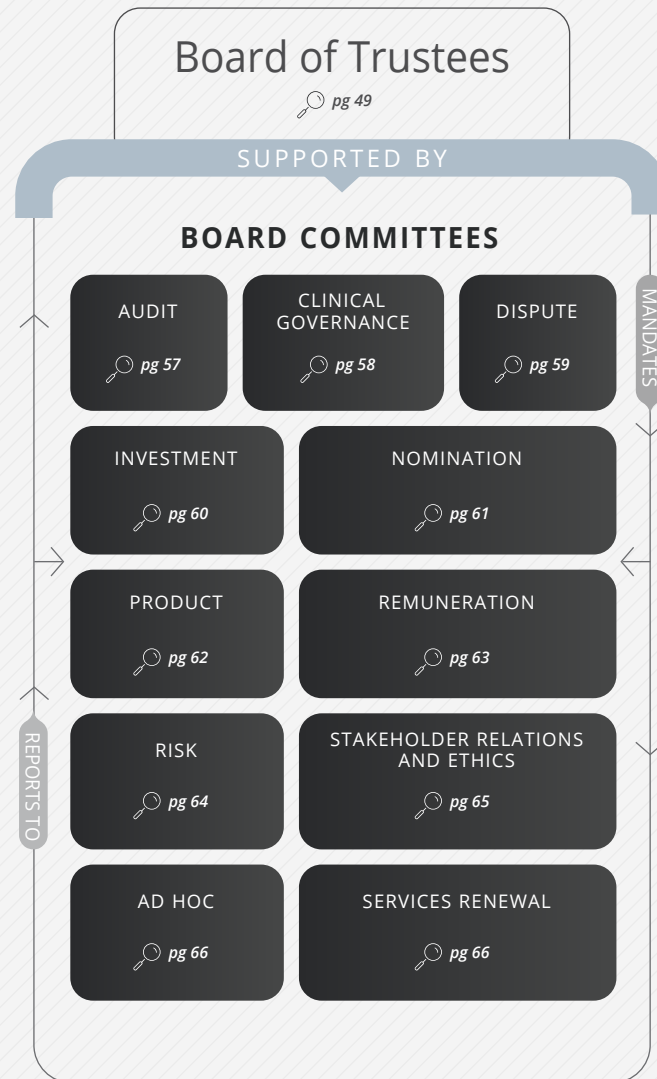 Board of Trustees
pg 49
SUPPORTED BY
BOARD COMMITTEES
AUDIT
pg 57
CLINICAL
GOVERNANCE
pg 58
DISPUTE
pg 59
MANDATES
INVESTMENT
pg 60
NOMINATION
pg 61
PRODUCT
pg 62
REMUNERATION
pg 63
REPORTS TO
RISK
pg 64
STAKEHOLDER RELATIONS
AND ETHICS
pg 65
AD HOC
pg 66
SERVICES RENEWAL
pg 66